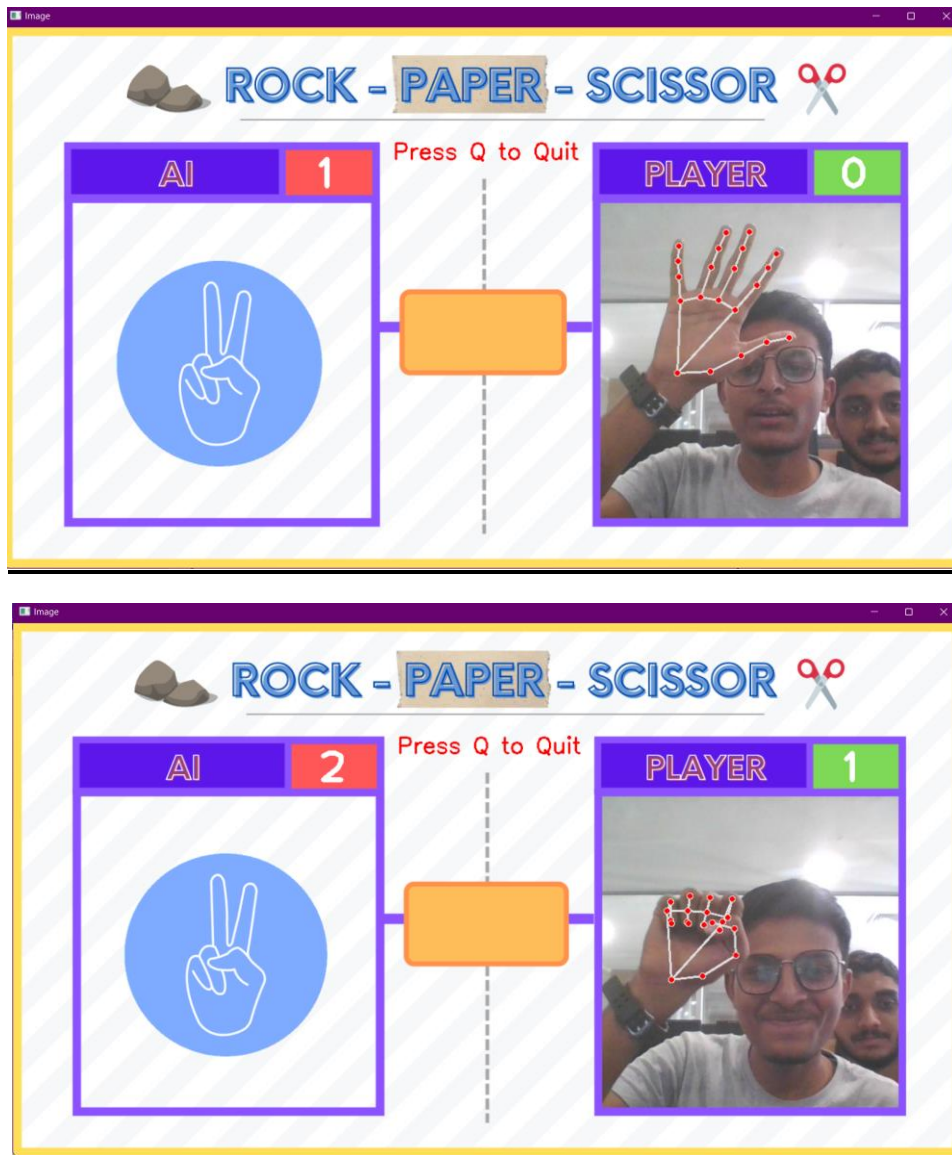 Image
ROCK - PAPER - SCISSOR
Press Q to Quit
AI 1
PLAYER 0
Image
ROCK - PAPER - SCISSOR
Press Q to Quit
AI 2
PLAYER 1